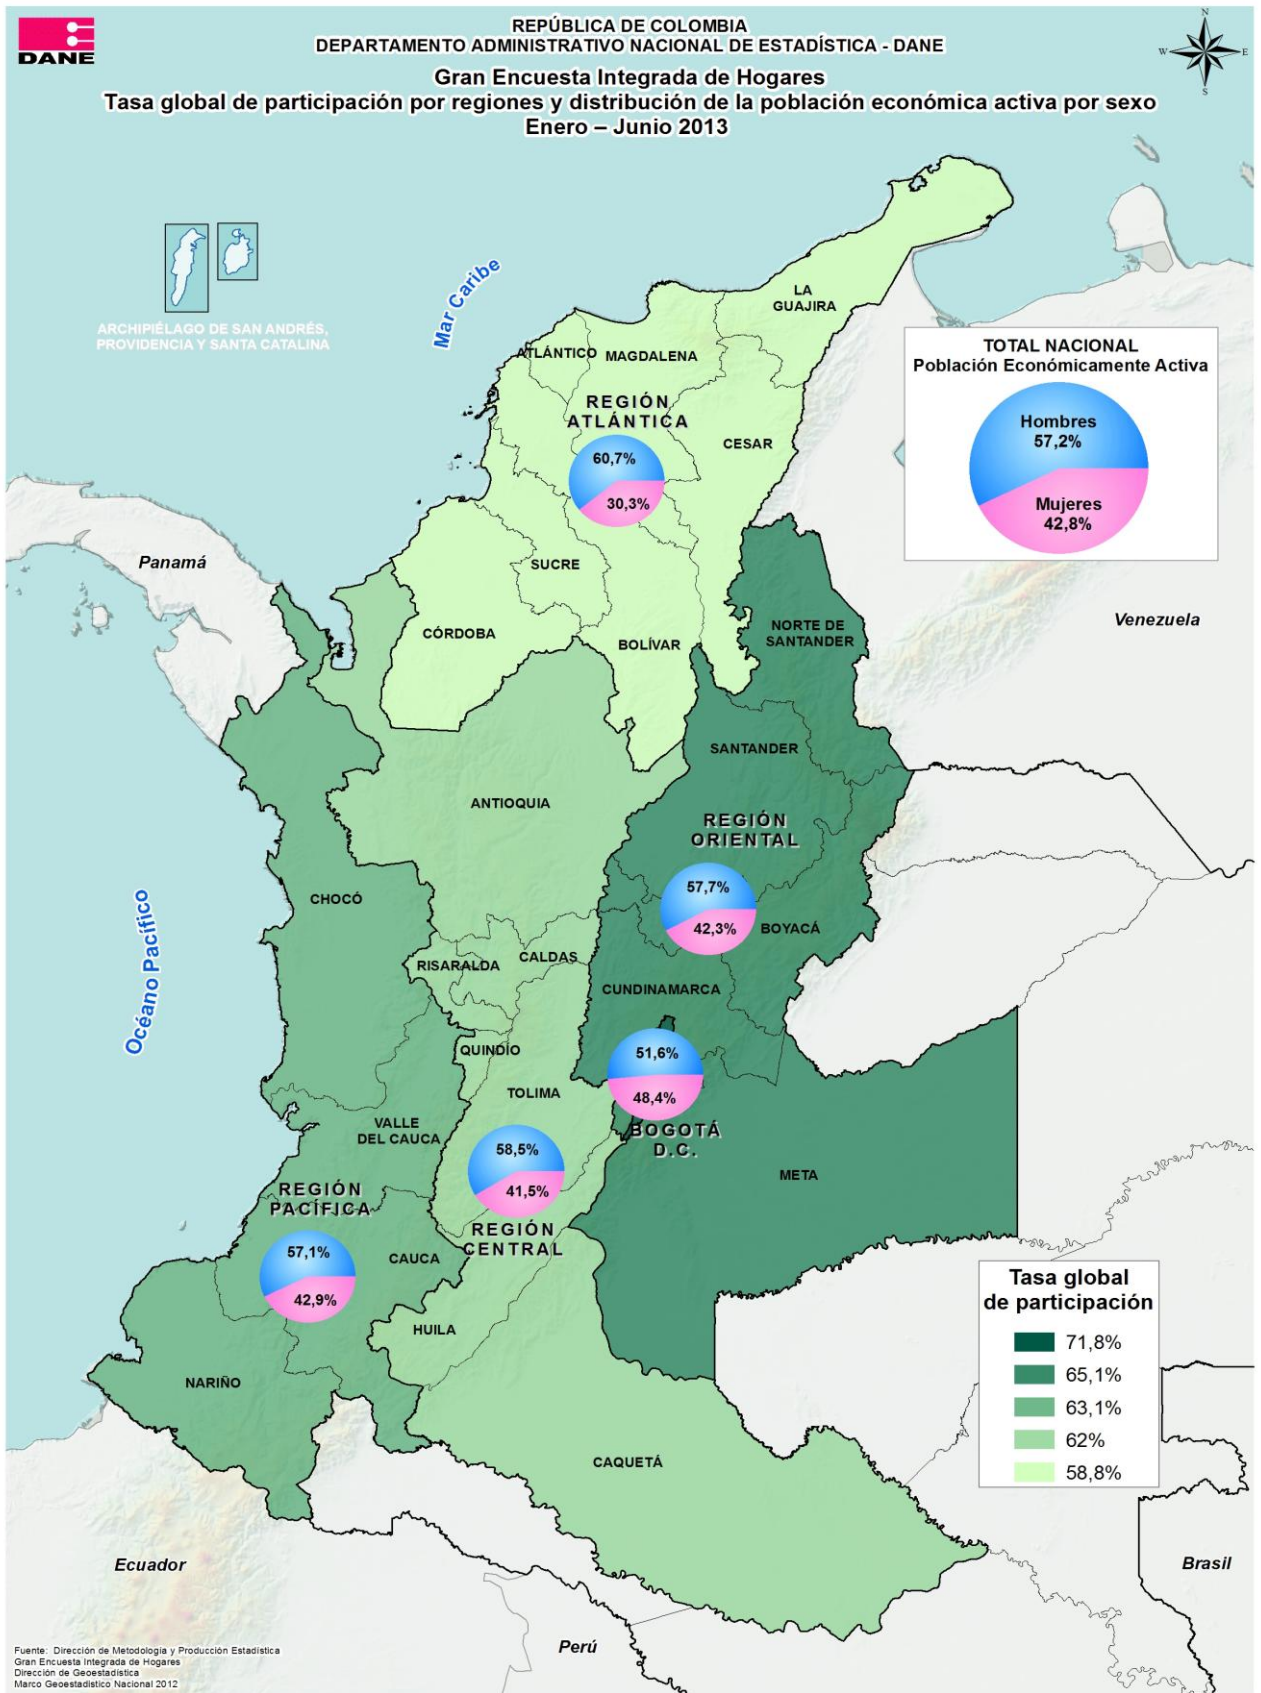 DANE
REPÚBLICA DE COLOMBIA
DEPARTAMENTO ADMINISTRATIVO NACIONAL DE ESTADÍSTICA - DANE
Gran Encuesta Integrada de Hogares
Tasa global de participación por regiones y distribución de la población económica activa por sexo
Enero – Junio 2013
N
W
E
S
ARCHIPIÉLAGO DE SAN ANDRÉS,
PROVIDENCIA Y SANTA CATALINA
Mar Caribe
LA
GUAJIRA
ATLÁNTICO
MAGDALENA
REGIÓN
ATLÁNTICA
60,7%
30,3%
CESAR
TOTAL NACIONAL
Población Económicamente Activa
Hombres
57,2%
Mujeres
42,8%
Panamá
SUCRE
CÓRDOBA
BOLÍVAR
NORTE DE
SANTANDER
Venezuela
SANTANDER
ANTIOQUIA
REGIÓN
ORIENTAL
57,7%
42,3%
BOYACÁ
CHOCÓ
Océano Pacífico
RISARALDA
CALDAS
CUNDINAMARCA
QUINDÍO
51,6%
48,4%
BOGOTÁ
D.C.
TOLIMA
VALLE
DEL CAUCA
58,5%
41,5%
REGIÓN
CENTRAL
META
REGIÓN
PACÍFICA
57,1%
42,9%
CAUCA
HUILA
NARIÑO
CAQUETÁ
Tasa global
de participación
71,8%
65,1%
63,1%
62%
58,8%
Ecuador
Brasil
Perú
Fuente: Dirección de Metodología y Producción Estadística
Gran Encuesta Integrada de Hogares
Dirección de Geoestadística
Marco Geoestadístico Nacional 2012